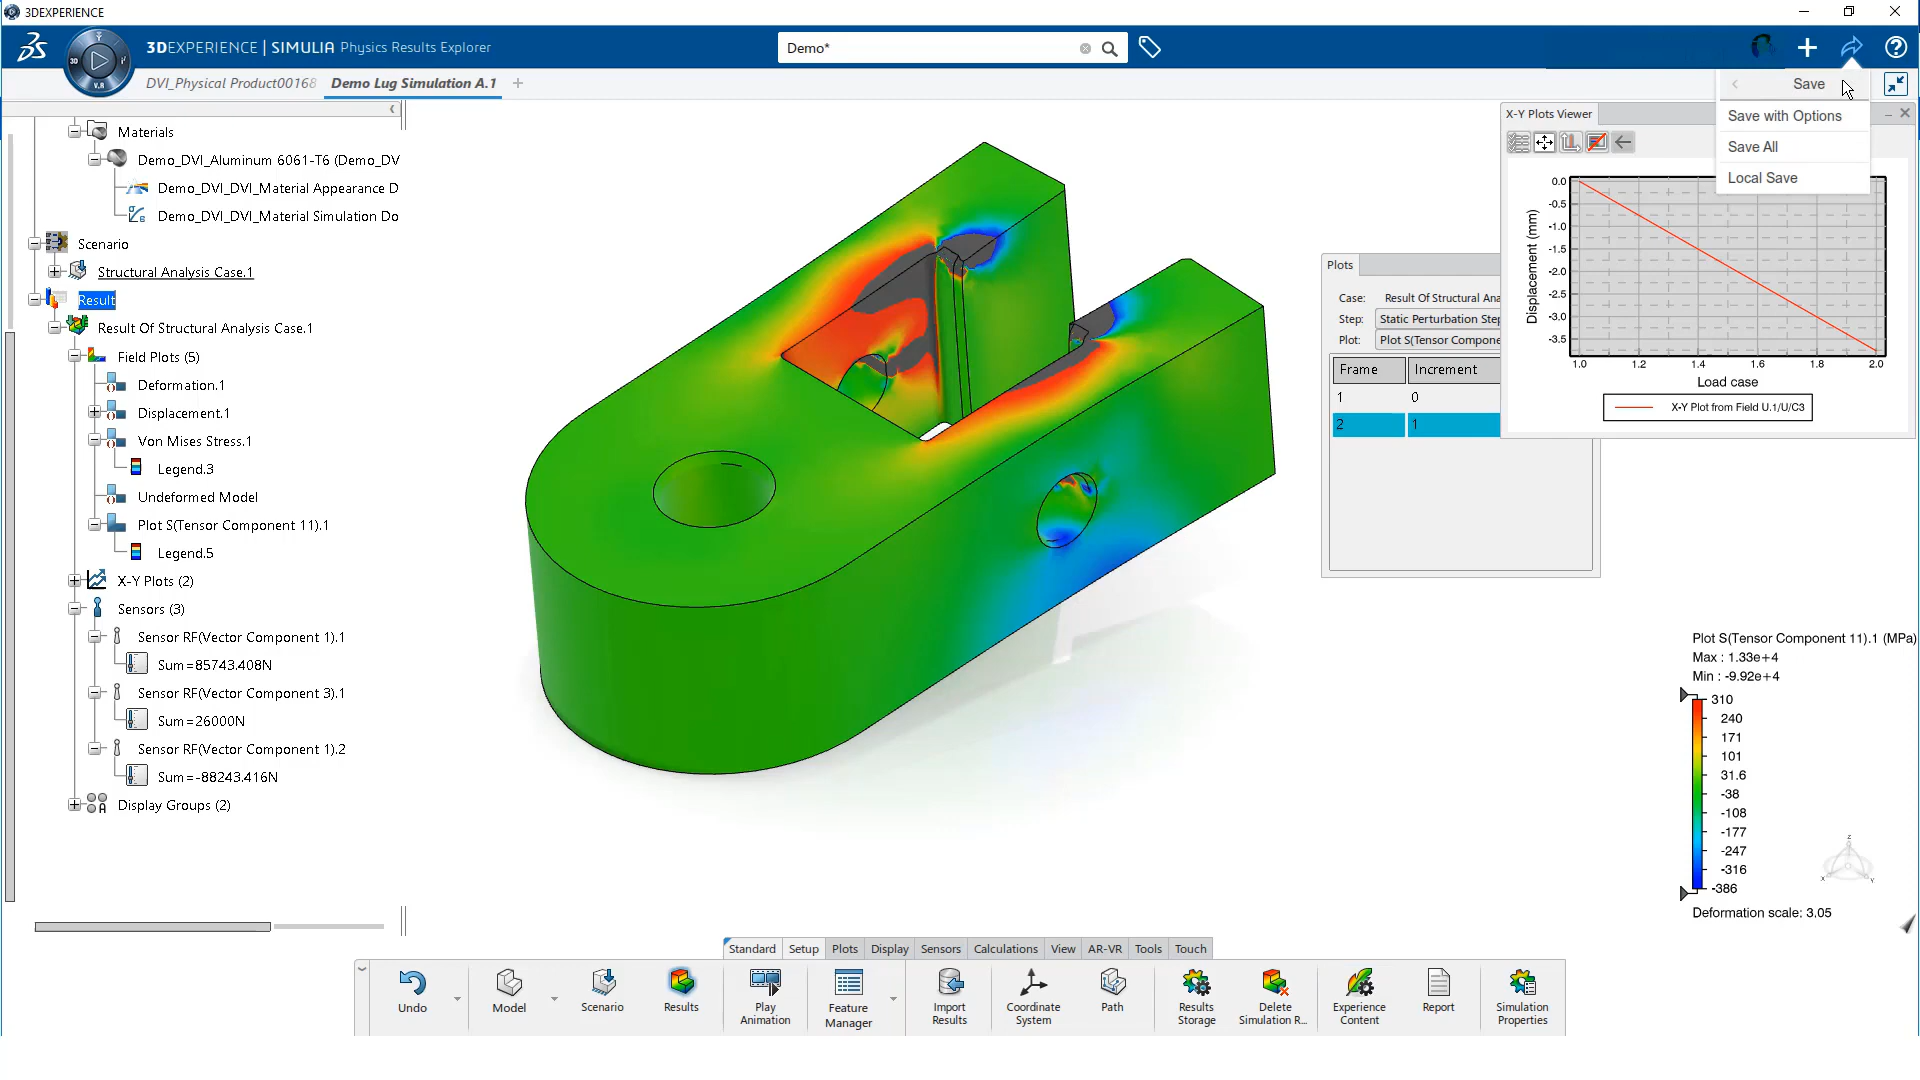 3DEXPERIENCE
3DEXPERIENCE | SIMULIA Physics Results Explorer
Demo*
3D
V.R
DVI_Physical Product00168
Demo Lug Simulation A.1
Save
Save with Options
Save All
Local Save
Materials
Demo_DVI_Aluminum 6061-T6 (Demo_DV
Demo_DVI_DVI_Material Appearance D
Demo_DVI_DVI_Material Simulation Do
Scenario
Structural Analysis Case.1
Result
Result Of Structural Analysis Case.1
Field Plots (5)
Deformation.1
Displacement.1
Von Mises Stress.1
Legend.3
Undeformed Model
Plot S(Tensor Component 11).1
Legend.5
X-Y Plots (2)
Sensors (3)
Sensor RF(Vector Component 1).1
Sum=85743.408N
Sensor RF(Vector Component 3).1
Sum=26000N
Sensor RF(Vector Component 1).2
Sum=-88243.416N
Display Groups (2)
X-Y Plots Viewer
Displacement (mm)
0.0
-0.5
-1.0
-1.5
-2.0
-2.5
-3.0
-3.5
1.0 1.2 1.4 1.6 1.8 2.0
Load case
X-Y Plot from Field U.1/U/C3
Plots
Case: Result Of Structural Ana
Step: Static Perturbation Step
Plot: Plot S(Tensor Compone
Frame Increment
1 0
2 1
Plot S(Tensor Component 11).1 (MPa)
Max : 1.33e+4
Min : -9.92e+4
310
240
171
101
31.6
-38
-108
-177
-247
-316
-386
Deformation scale: 3.05
Z
X
Y
Standard Setup Plots Display Sensors Calculations View AR-VR Tools Touch
Undo
Model
Scenario
Results
Play Animation
Feature Manager
Import Results
Coordinate System
Path
Results Storage
Delete Simulation R...
Experience Content
Report
Simulation Properties